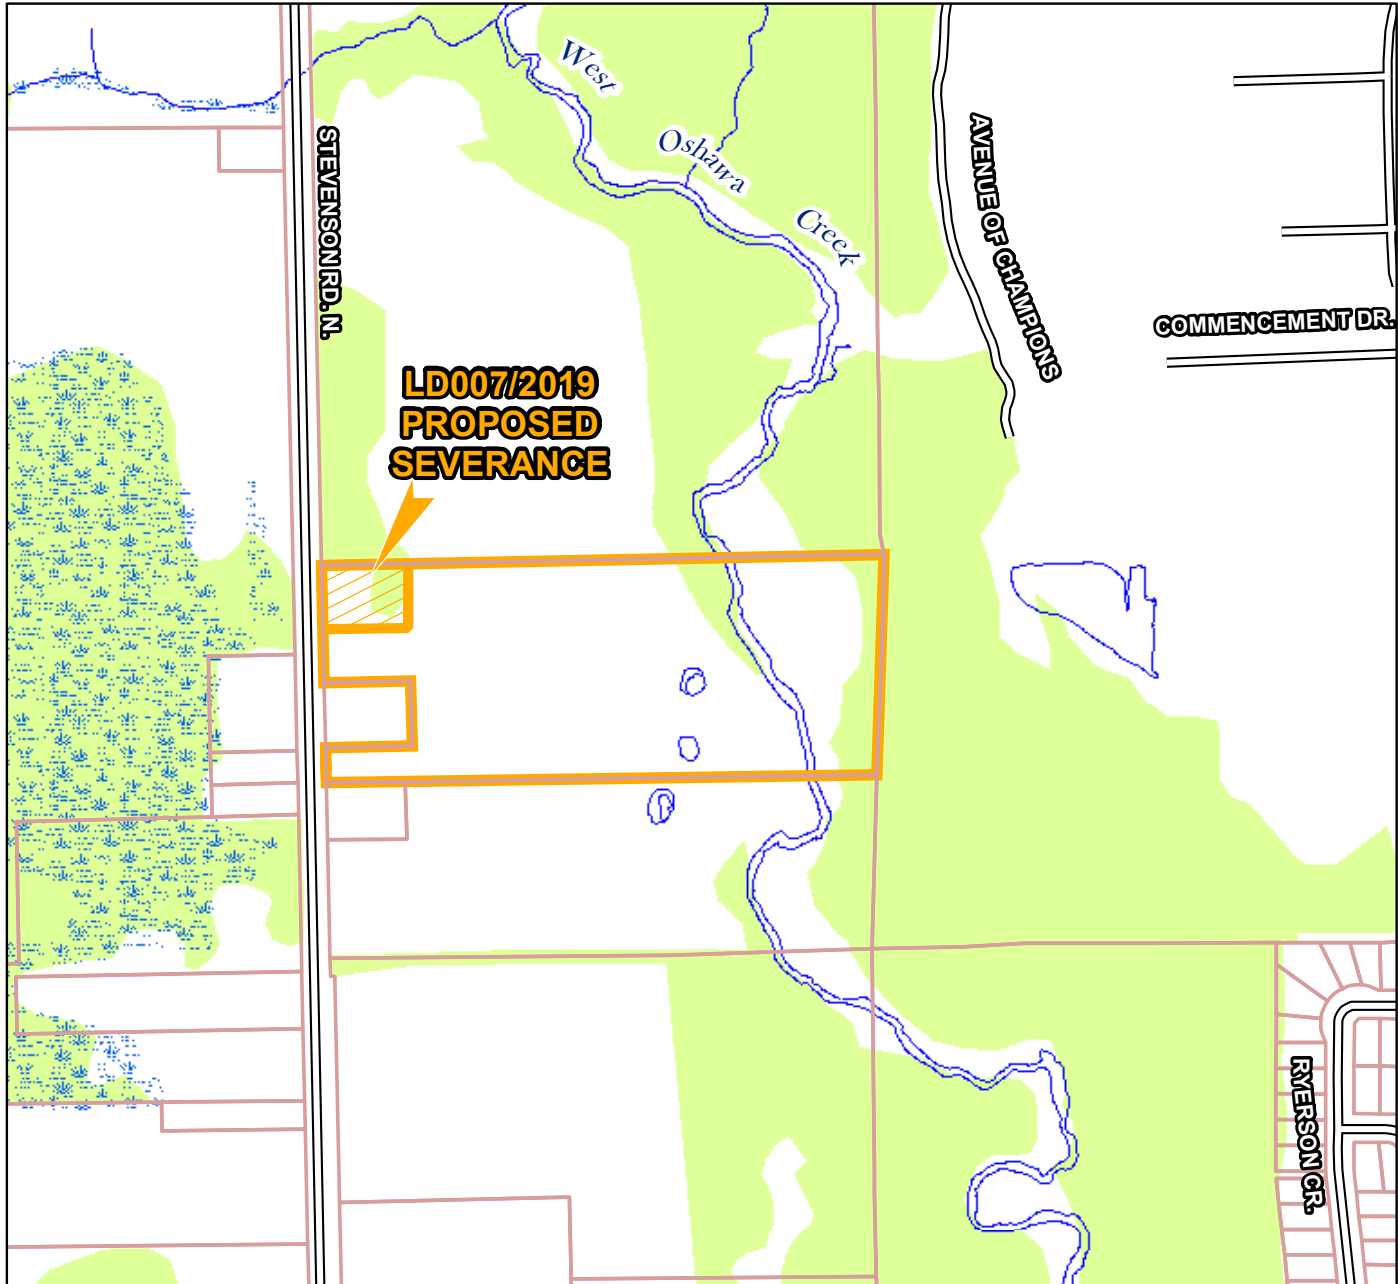 West
Oshawa
Creek
STEVENSON RD. N.
AVENUE OF CHAMPIONS
COMMENCEMENT DR.
LD007/2019
PROPOSED
SEVERANCE
RYERSON CR.